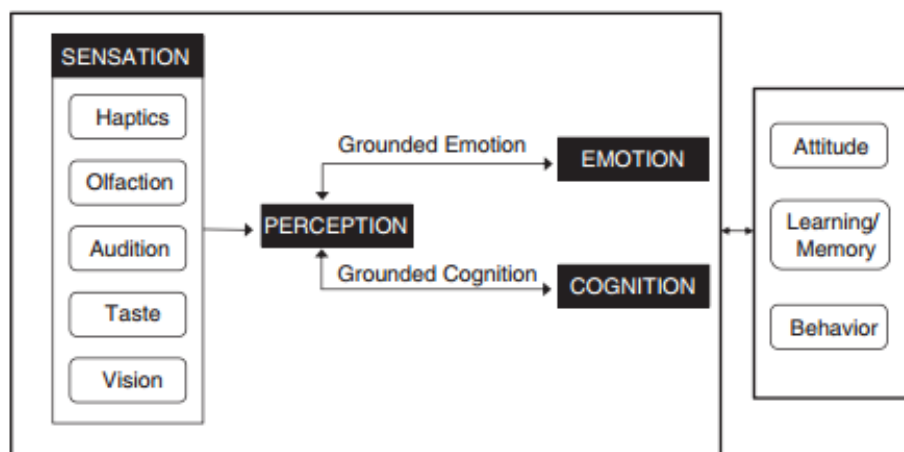 SENSATION
Haptics
Olfaction
Audition
Taste
Vision
PERCEPTION
Grounded Emotion
EMOTION
Grounded Cognition
COGNITION
Attitude
Learning/
Memory
Behavior